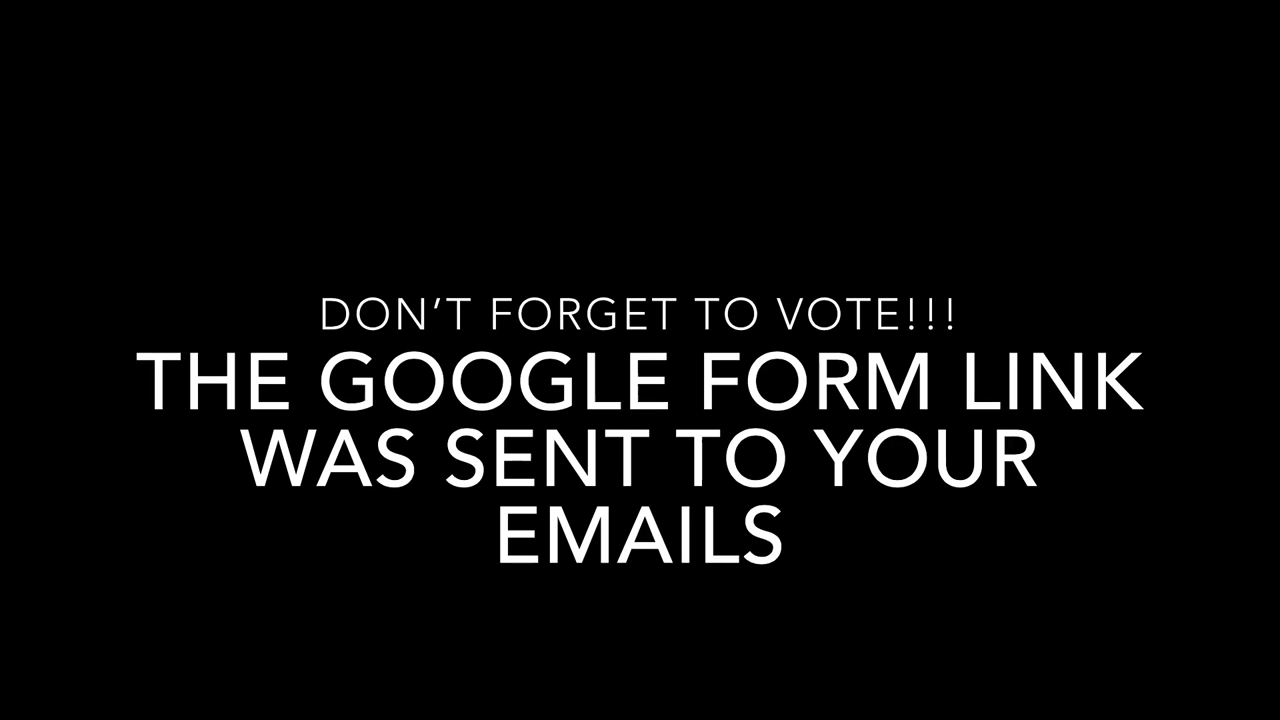 DON’T FORGET TO VOTE!!!
THE GOOGLE FORM LINK
WAS SENT TO YOUR
EMAILS